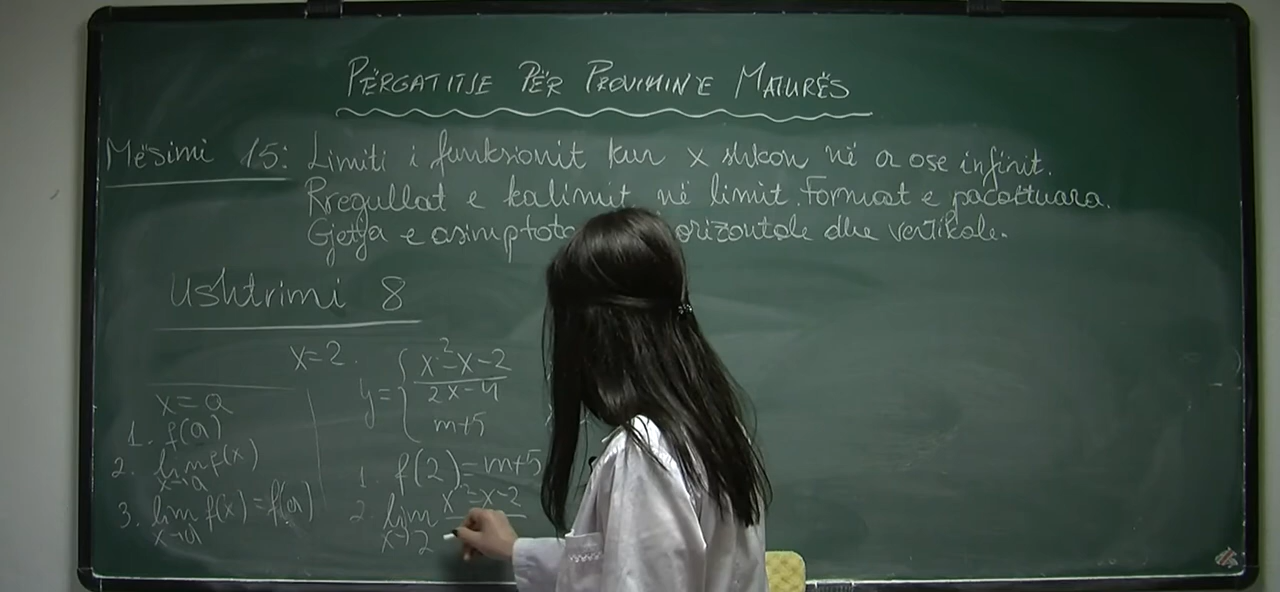 PËRGATITJE PËR PROVIMIN E MATURËS
Mësimi 15: Limiti i funksionit kur x shkon në a ose infinit.
Rregullat e kalimit në limit. Format e pacaktuara.
Gjetja e asimptota orizontale dhe vertikale.
Ushtrimi 8
x=2.
y= { x²-x-2 / 2x-4
m+5
x=a
1. f(a)
2. lim f(x)
x→a
3. lim f(x)=f(a)
x→a
1. f(2)=m+5
2. lim x²-x-2
x→2